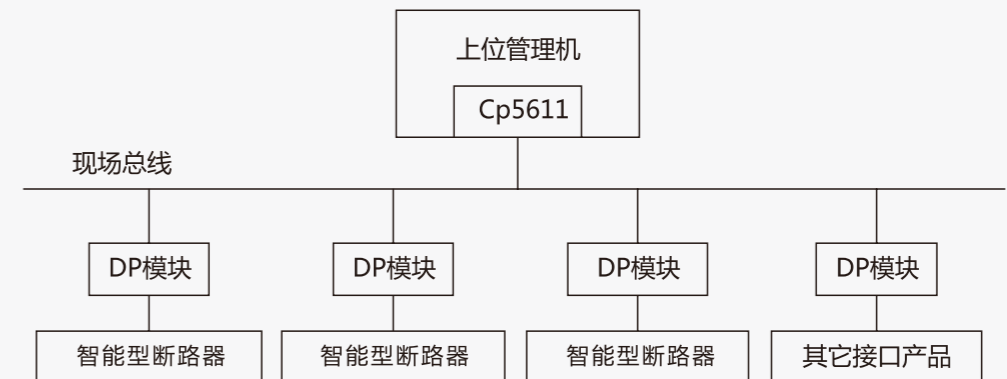 上位管理机
Cp5611
现场总线
DP模块 DP模块 DP模块 DP模块
智能型断路器 智能型断路器 智能型断路器 其它接口产品